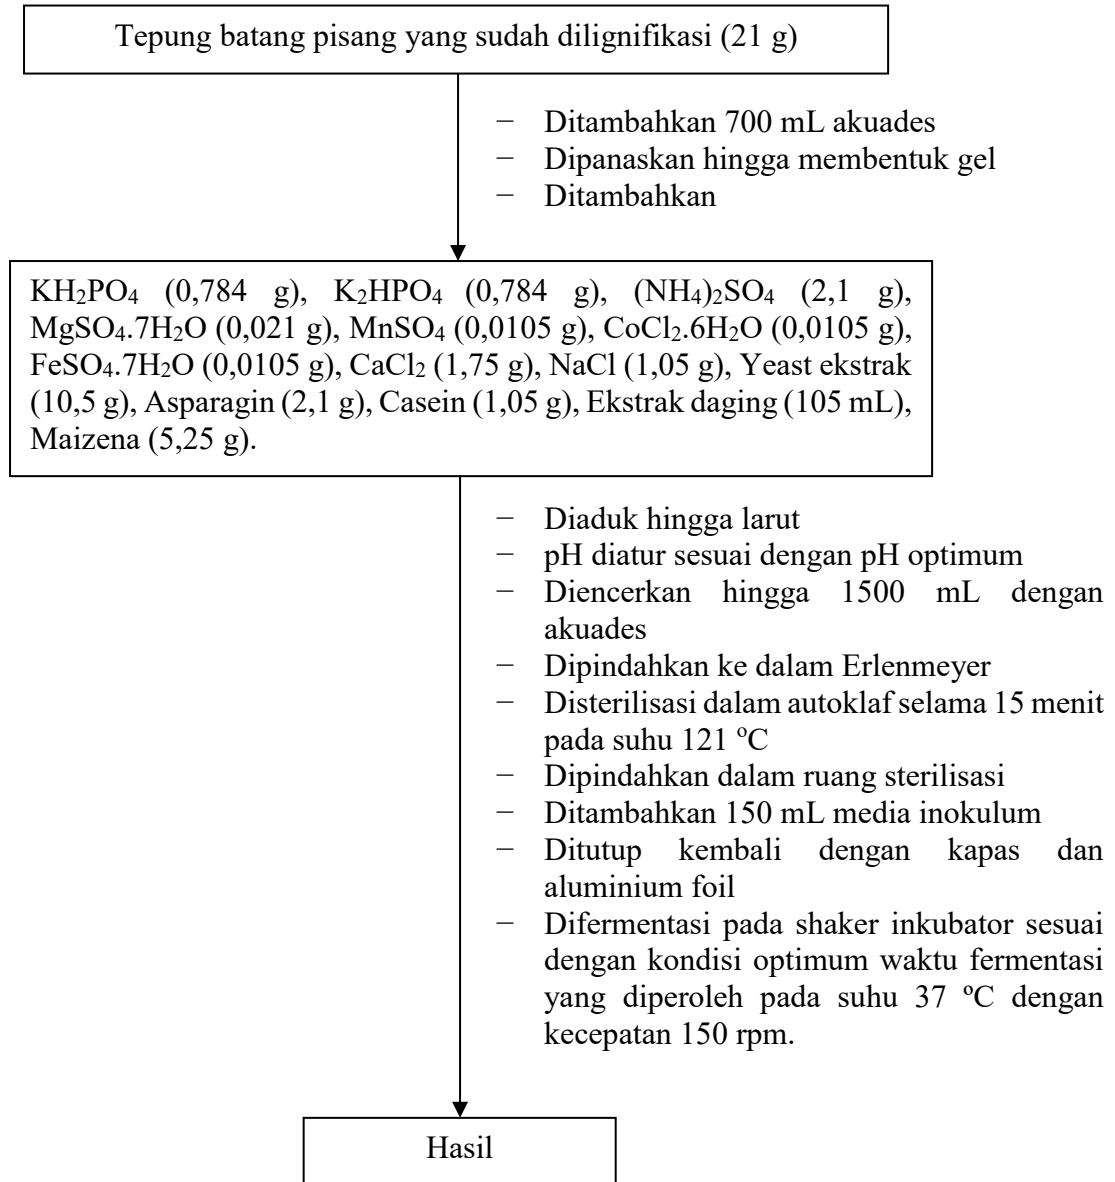 Tepung batang pisang yang sudah dilignifikasi (21 g)
− Ditambahkan 700 mL akuades
− Dipanaskan hingga membentuk gel
− Ditambahkan
KH₂PO₄ (0,784 g), K₂HPO₄ (0,784 g), (NH₄)₂SO₄ (2,1 g),
MgSO₄.7H₂O (0,021 g), MnSO₄ (0,0105 g), CoCl₂.6H₂O (0,0105 g),
FeSO₄.7H₂O (0,0105 g), CaCl₂ (1,75 g), NaCl (1,05 g), Yeast ekstrak
(10,5 g), Asparagin (2,1 g), Casein (1,05 g), Ekstrak daging (105 mL),
Maizena (5,25 g).
− Diaduk hingga larut
− pH diatur sesuai dengan pH optimum
− Diencerkan hingga 1500 mL dengan
akuades
− Dipindahkan ke dalam Erlenmeyer
− Disterilisasi dalam autoklaf selama 15 menit
pada suhu 121 ᵒC
− Dipindahkan dalam ruang sterilisasi
− Ditambahkan 150 mL media inokulum
− Ditutup kembali dengan kapas dan
aluminium foil
− Difermentasi pada shaker inkubator sesuai
dengan kondisi optimum waktu fermentasi
yang diperoleh pada suhu 37 ºC dengan
kecepatan 150 rpm.
Hasil